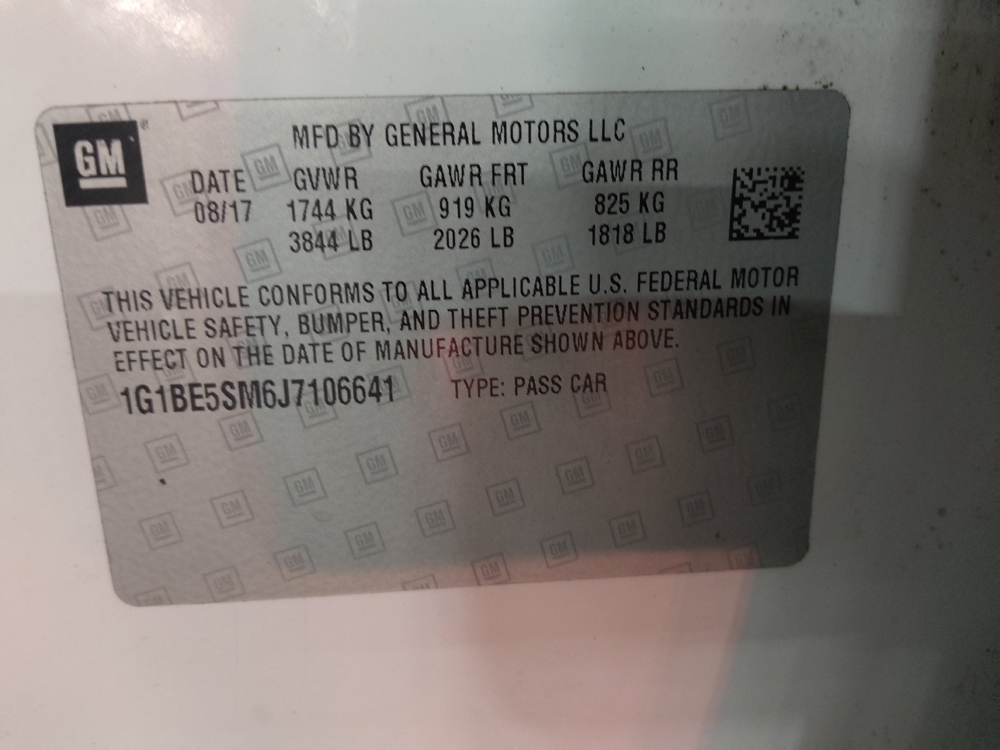 GM
MFD BY GENERAL MOTORS LLC
DATE GVWR GAWR FRT GAWR RR
08/17 1744 KG 919 KG 825 KG
3844 LB 2026 LB 1818 LB
THIS VEHICLE CONFORMS TO ALL APPLICABLE U.S. FEDERAL MOTOR
VEHICLE SAFETY, BUMPER, AND THEFT PREVENTION STANDARDS IN
EFFECT ON THE DATE OF MANUFACTURE SHOWN ABOVE.
1G1BE5SM6J7106641 TYPE: PASS CAR